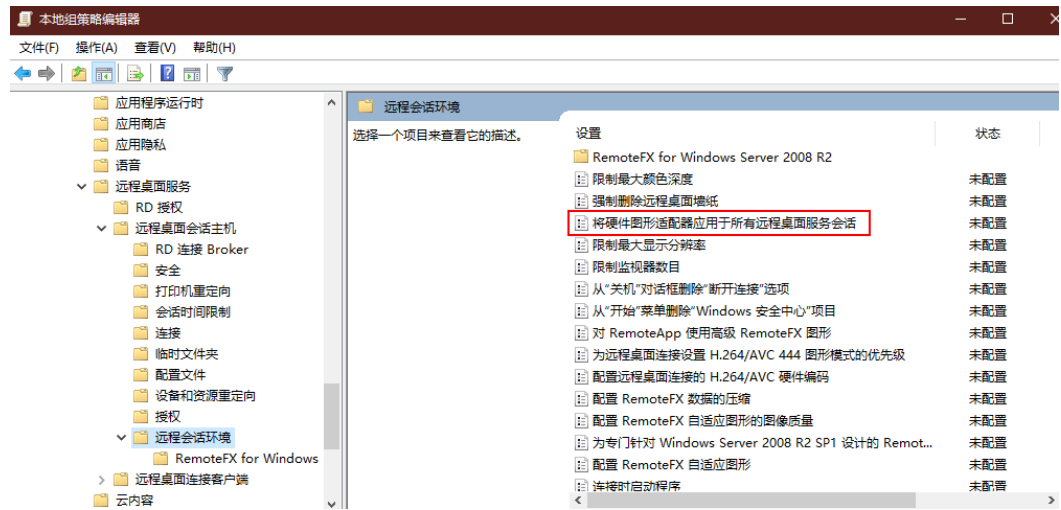 本地组策略编辑器
文件(F) 操作(A) 查看(V) 帮助(H)
应用程序运行时
应用商店
应用隐私
语音
远程桌面服务
RD 授权
远程桌面会话主机
RD 连接 Broker
安全
打印机重定向
会话时间限制
连接
临时文件夹
配置文件
设备和资源重定向
授权
远程会话环境
RemoteFX for Windows
远程桌面连接客户端
云内容
远程会话环境
选择一个项目来查看它的描述。
设置 状态
RemoteFX for Windows Server 2008 R2
限制最大颜色深度 未配置
强制删除远程桌面墙纸 未配置
将硬件图形适配器应用于所有远程桌面服务会话 未配置
限制最大显示分辨率 未配置
限制监视器数目 未配置
从“关机”对话框删除“断开连接”选项 未配置
从“开始”菜单删除“Windows 安全中心”项目 未配置
对 RemoteApp 使用高级 RemoteFX 图形 未配置
为远程桌面连接设置 H.264/AVC 444 图形模式的优先级 未配置
配置远程桌面连接的 H.264/AVC 硬件编码 未配置
配置 RemoteFX 数据的压缩 未配置
配置 RemoteFX 自适应图形的图像质量 未配置
为专门针对 Windows Server 2008 R2 SP1 设计的 Remot... 未配置
配置 RemoteFX 自适应图形 未配置
连接时启动程序 未配置